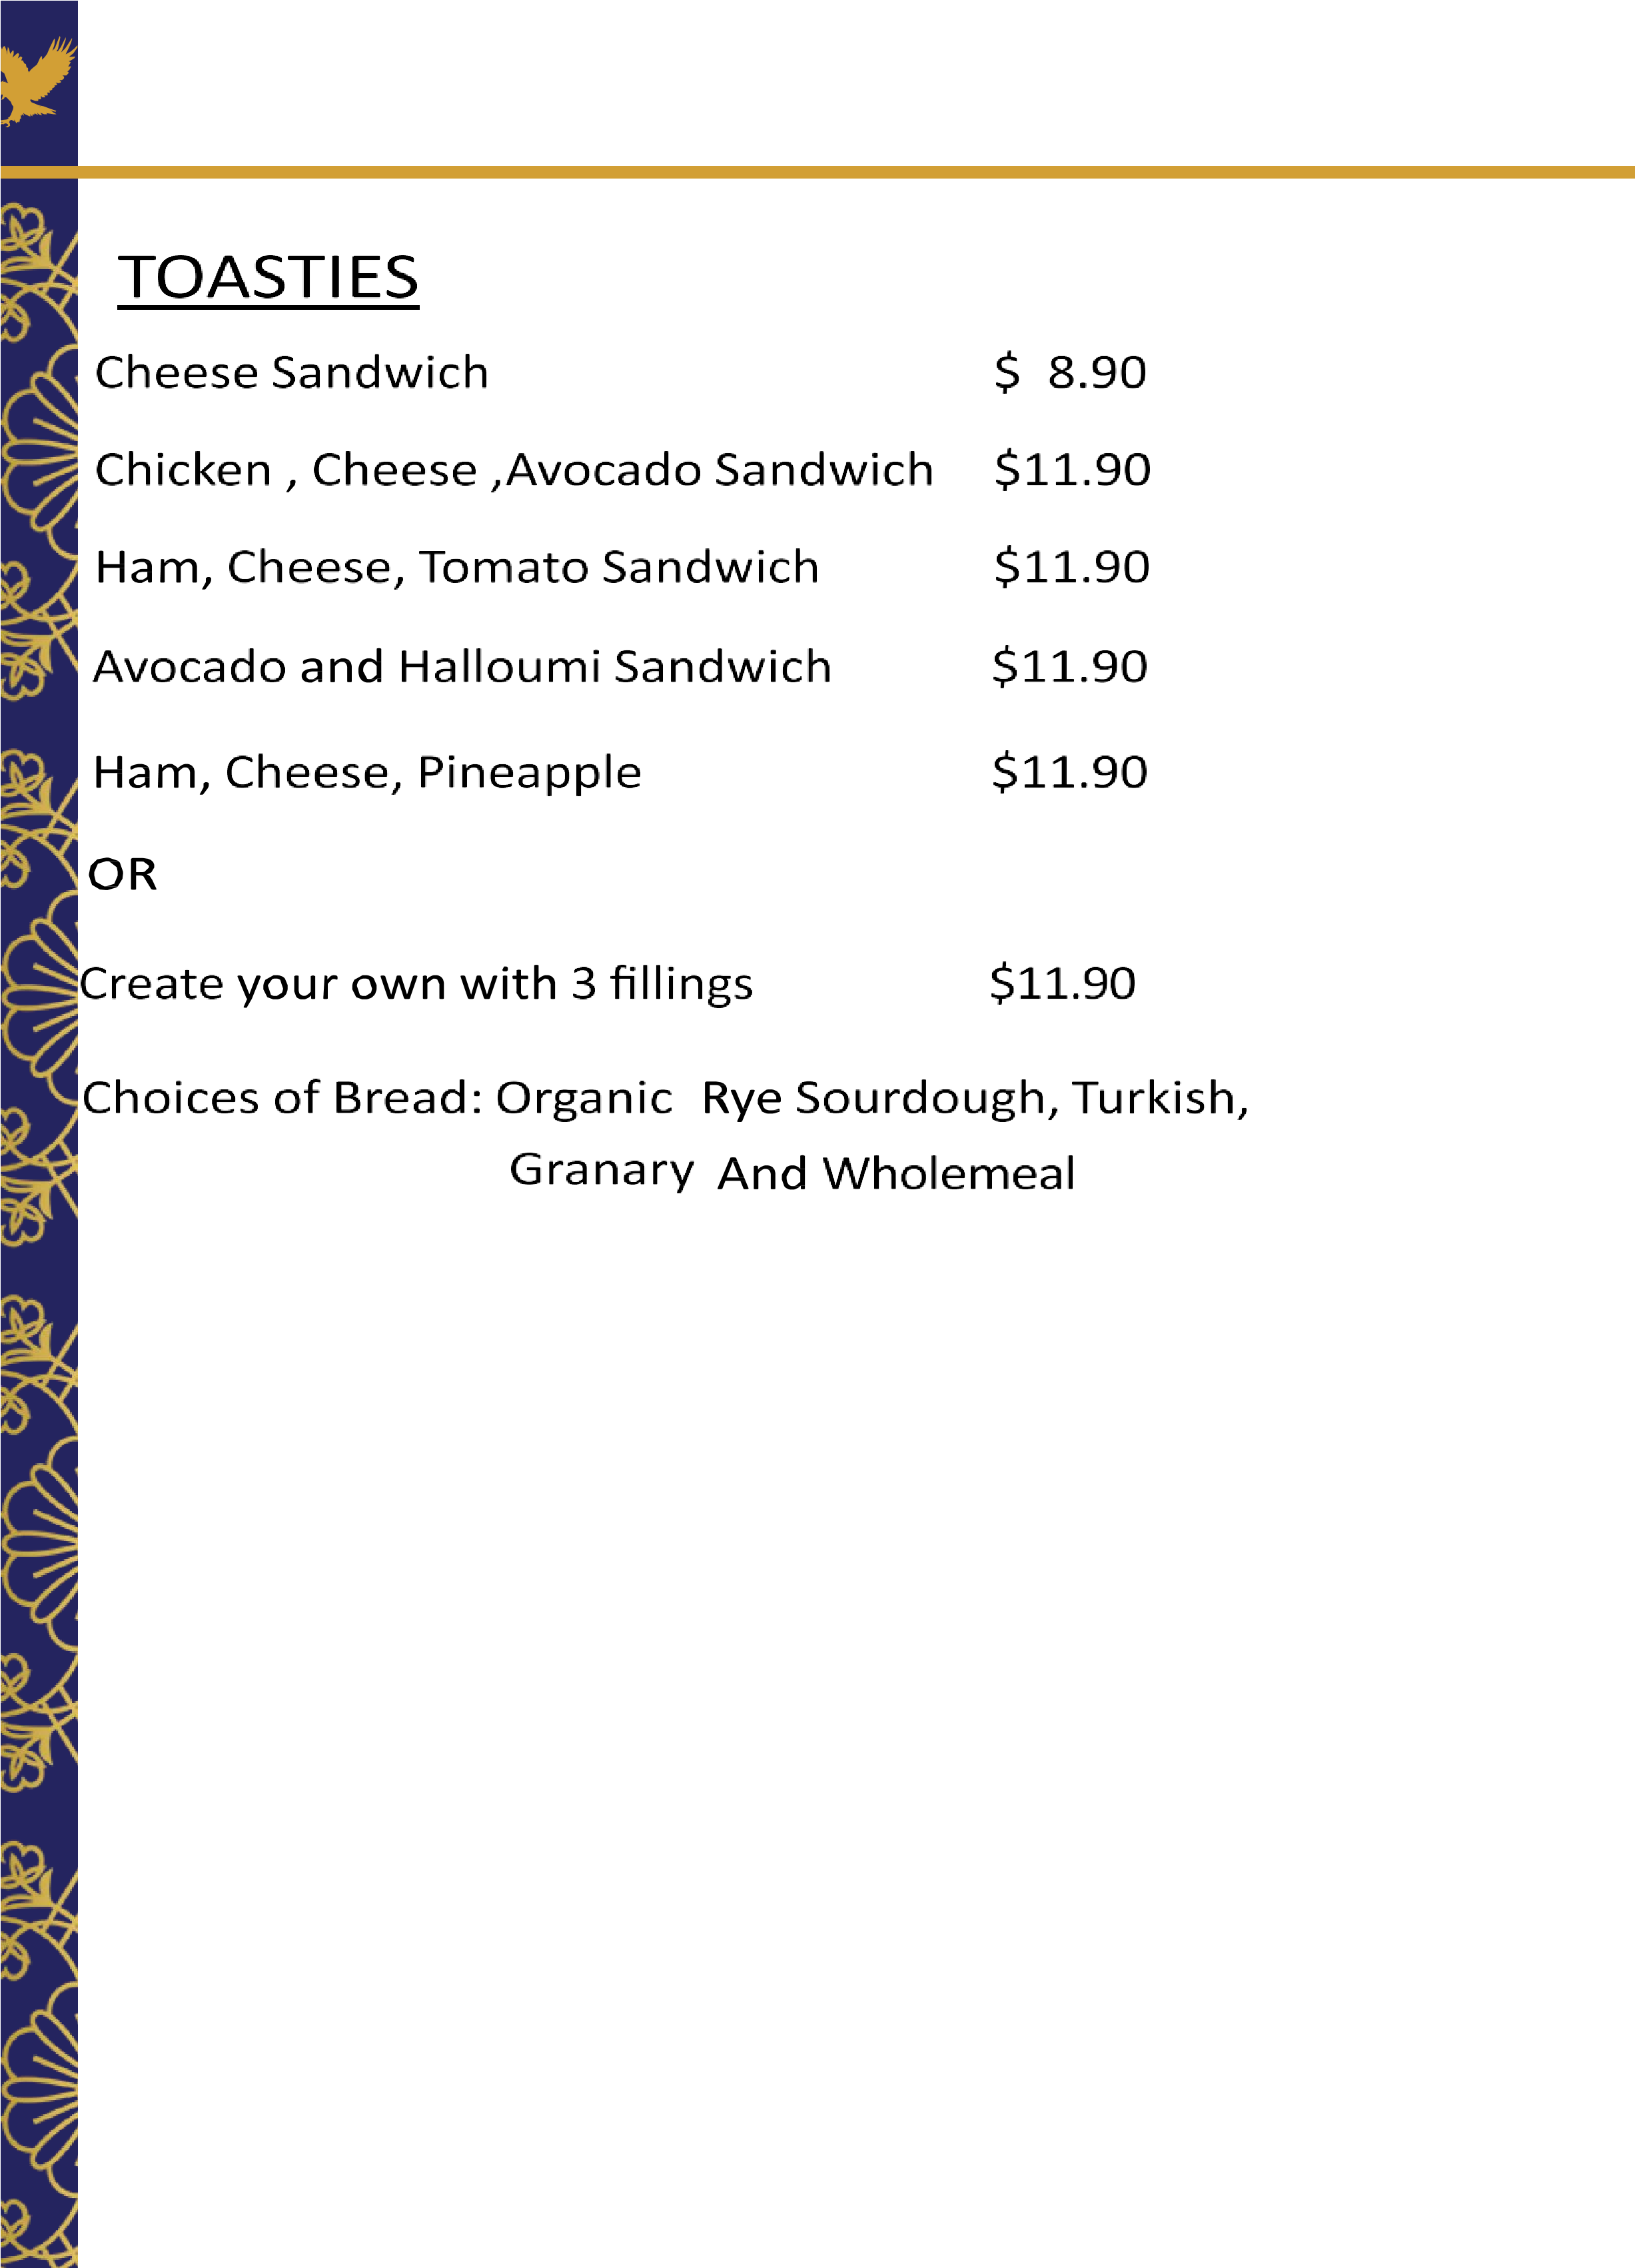 TOASTIES
Cheese Sandwich $ 8.90
Chicken , Cheese ,Avocado Sandwich $11.90
Ham, Cheese, Tomato Sandwich $11.90
Avocado and Halloumi Sandwich $11.90
Ham, Cheese, Pineapple $11.90
OR
Create your own with 3 fillings $11.90
Choices of Bread: Organic Rye Sourdough, Turkish,
Granary And Wholemeal